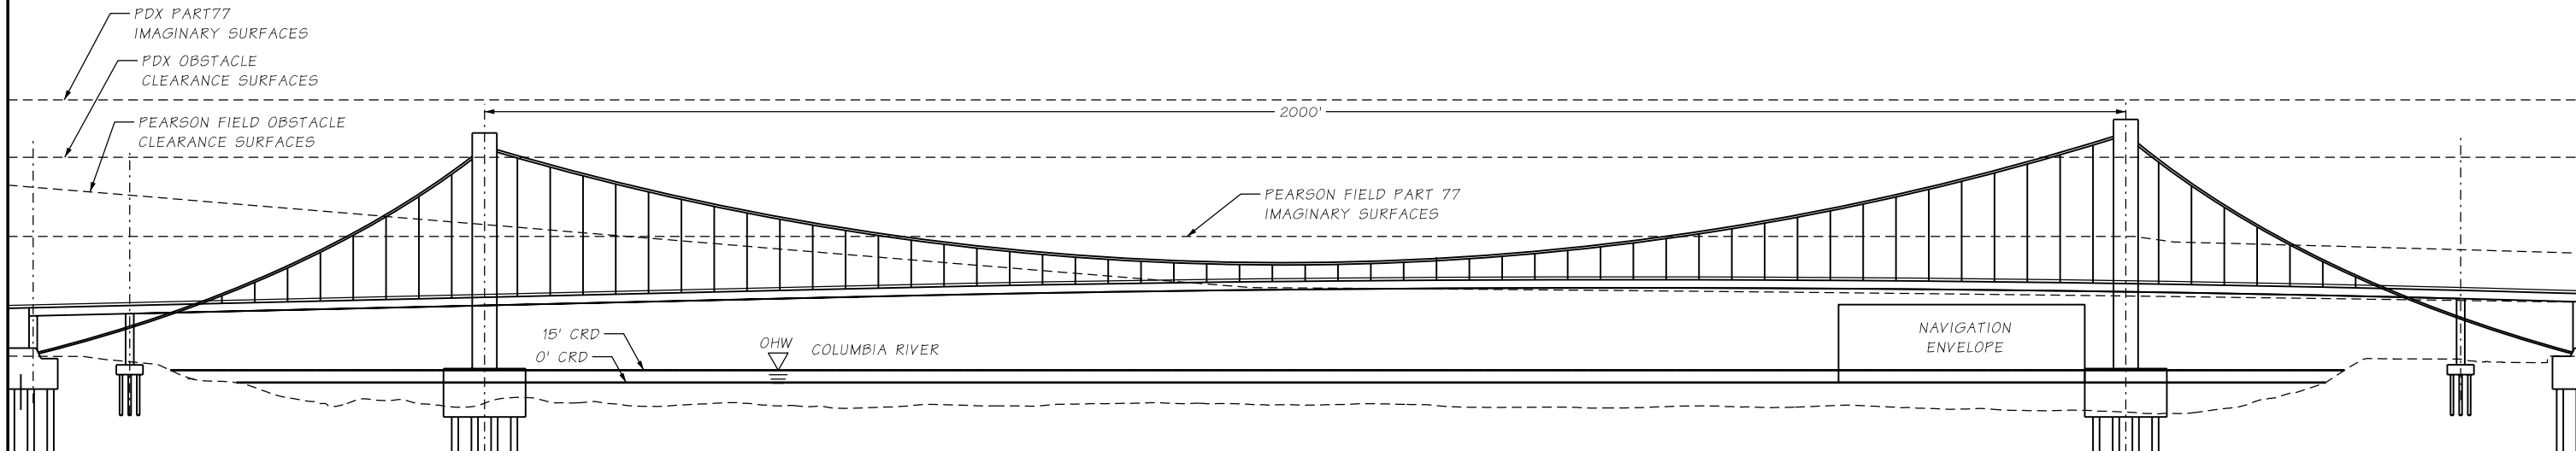 PDX PART77
IMAGINARY SURFACES
PDX OBSTACLE
CLEARANCE SURFACES
PEARSON FIELD OBSTACLE
CLEARANCE SURFACES
2000'
PEARSON FIELD PART 77
IMAGINARY SURFACES
15' CRD
0' CRD
OHW
COLUMBIA RIVER
NAVIGATION
ENVELOPE